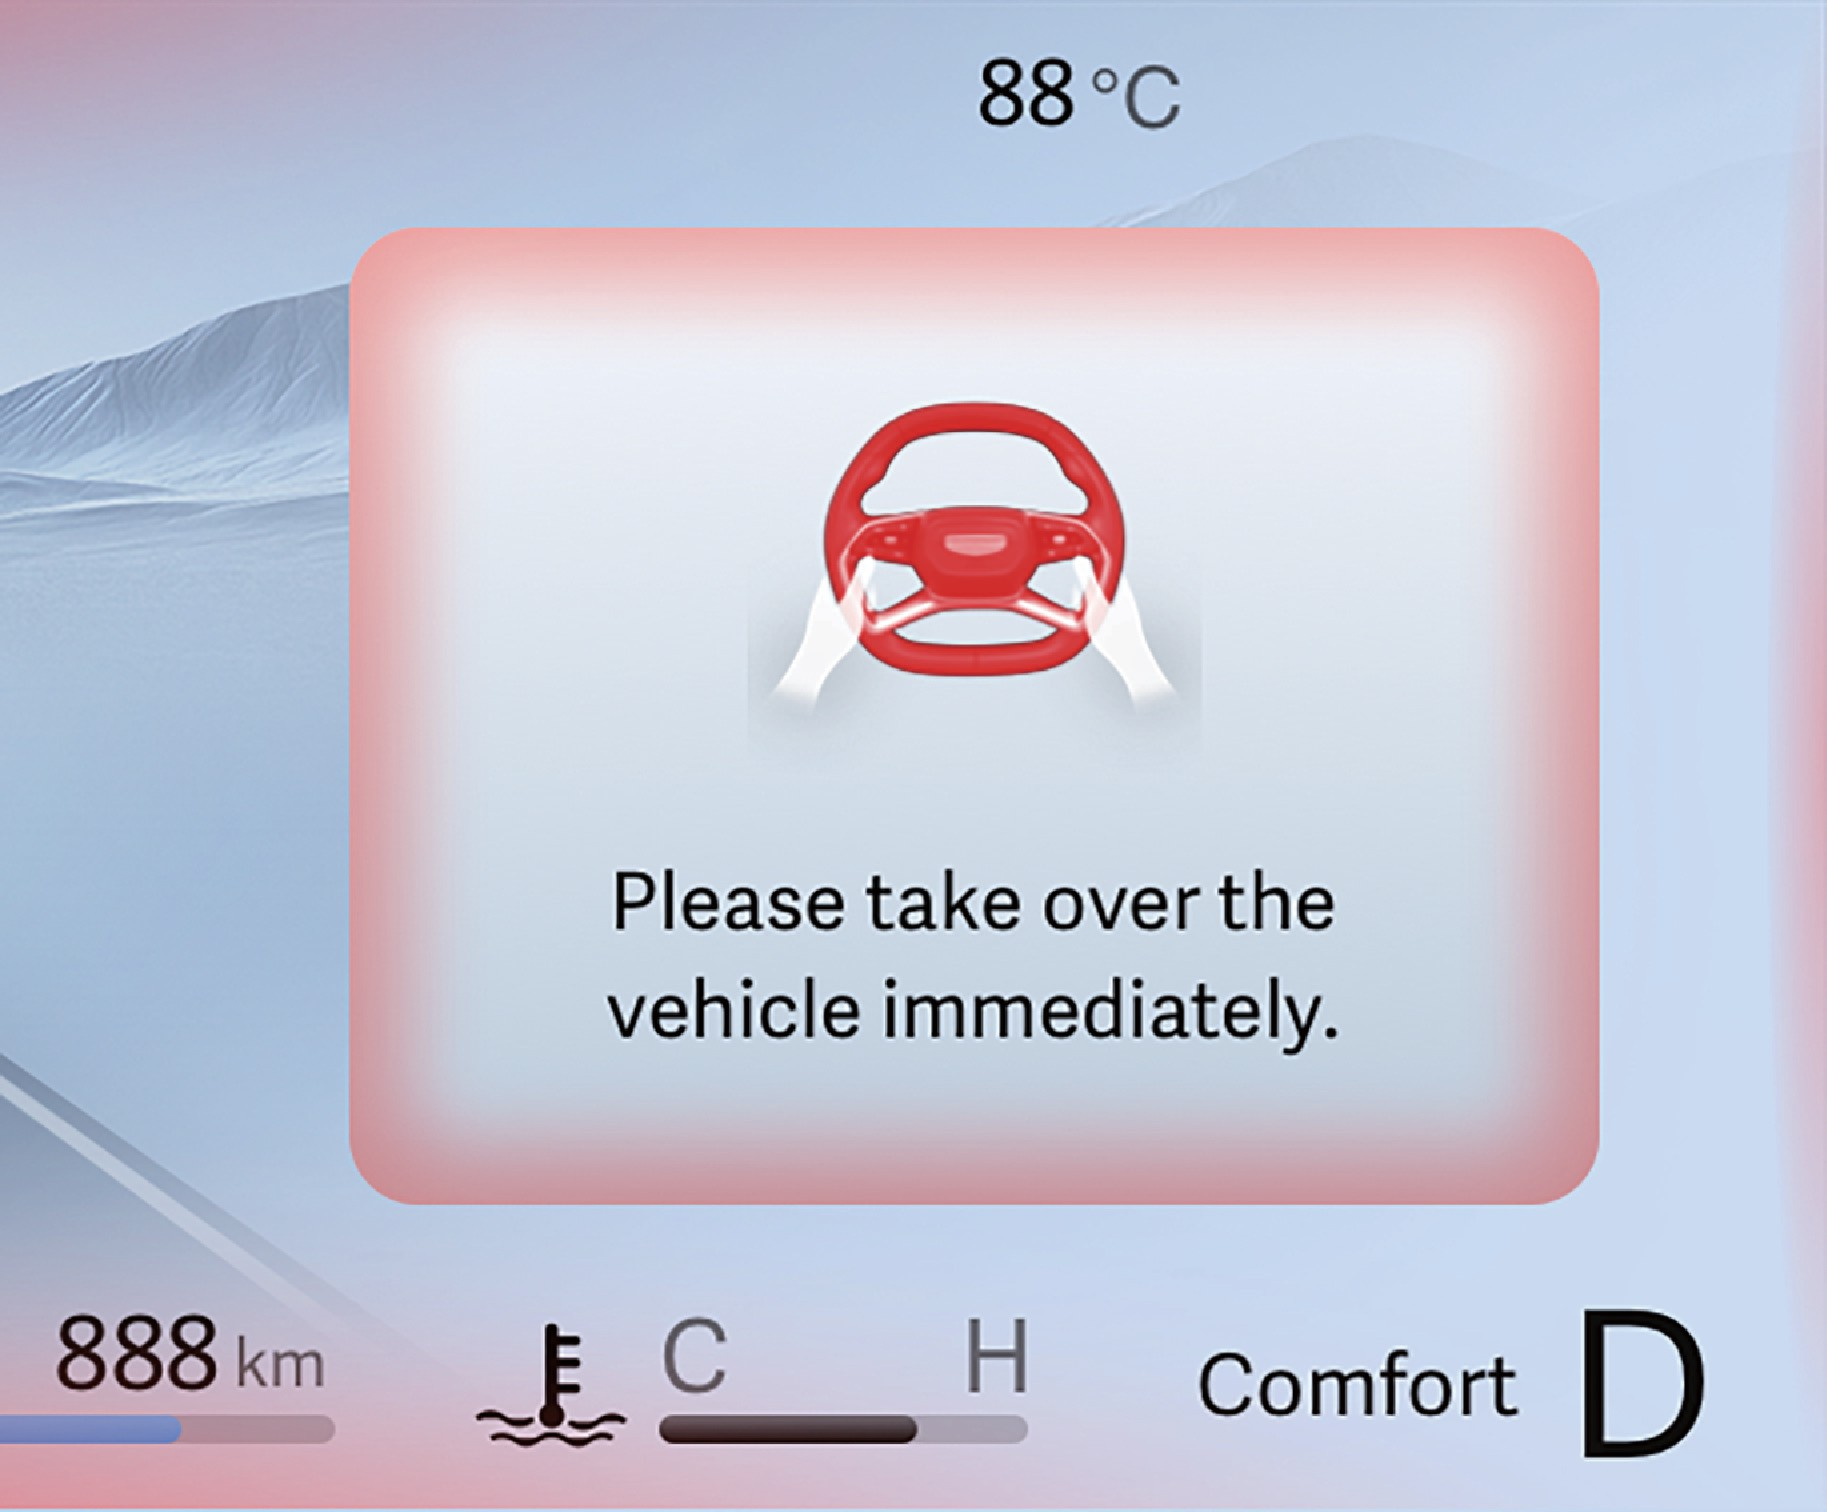 88 °C
Please take over the
vehicle immediately.
888 km
C H
Comfort D